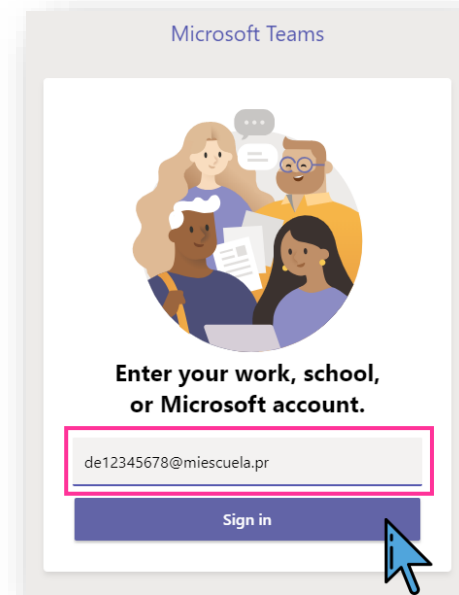 Microsoft Teams
Enter your work, school,
or Microsoft account.
de12345678@miescuela.pr
Sign in